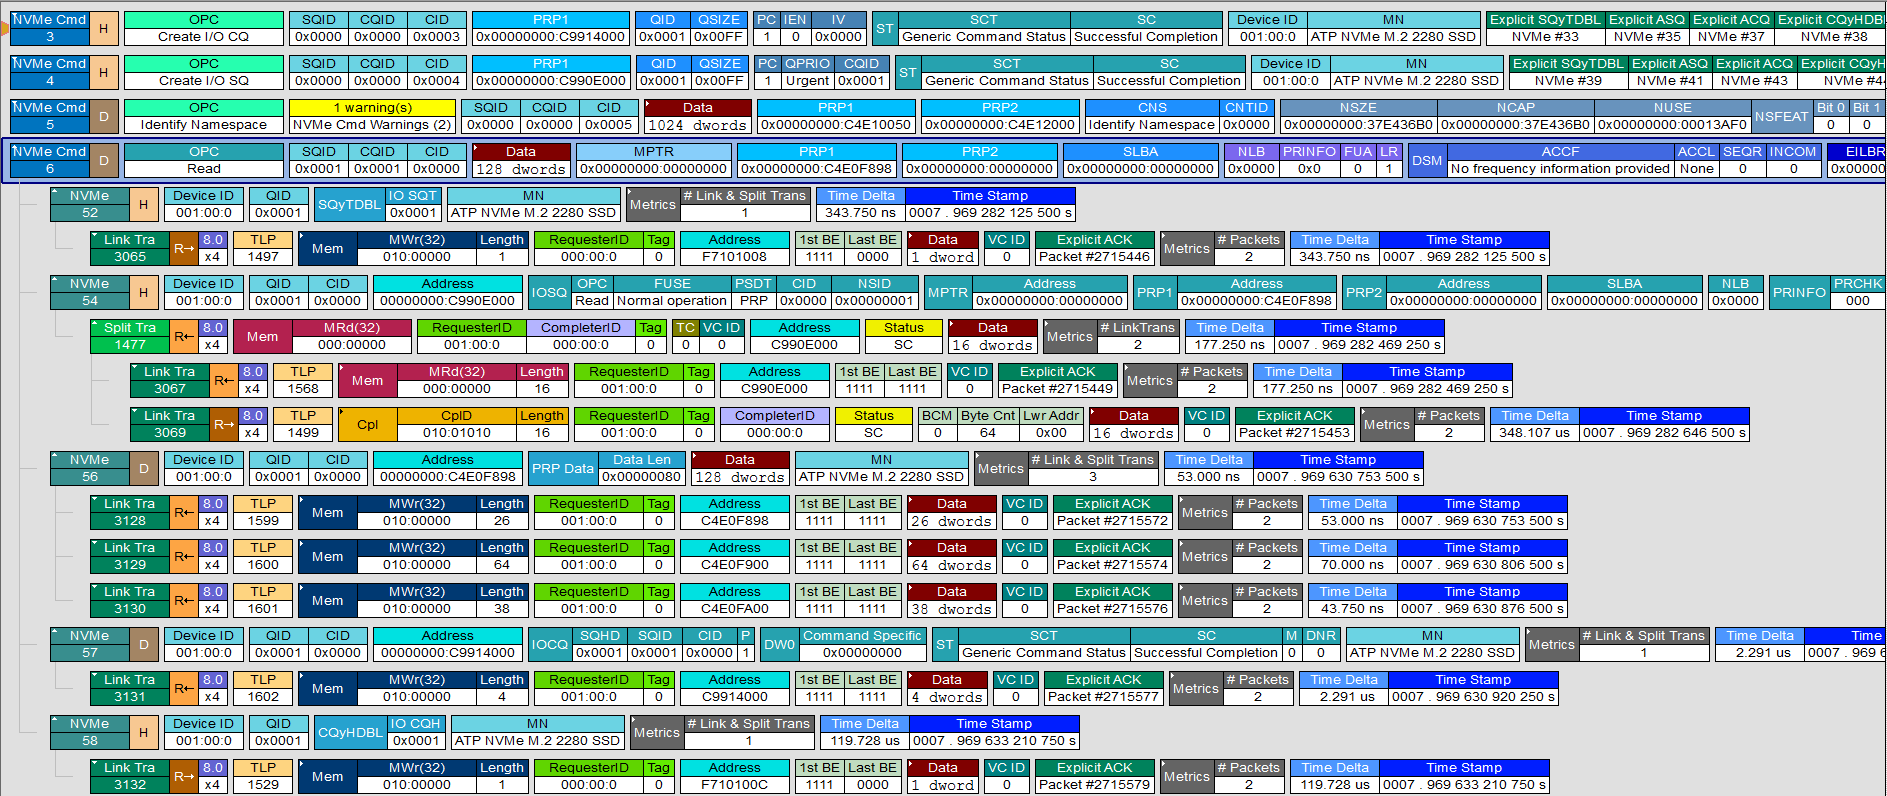 NVMe Cmd H OPC SQID CQID CID PRP1 QID QSIZE PC IEN IV ST SCT SC Device ID MN Explicit SQyTDBL Explicit ASQ Explicit ACQ Explicit CQyHDBL
3 Create I/O CQ 0x0000 0x0000 0x0003 0x00000000:C9914000 0x0001 0x00FF 1 0 0x0000 Generic Command Status Successful Completion 001:00:0 ATP NVMe M.2 2280 SSD NVMe #33 NVMe #35 NVMe #37 NVMe #38
NVMe Cmd H OPC SQID CQID CID PRP1 QID QSIZE PC QPRIO CQID ST SCT SC Device ID MN Explicit SQyTDBL Explicit ASQ Explicit ACQ Explicit CQyH
4 Create I/O SQ 0x0000 0x0000 0x0004 0x00000000:C990E000 0x0001 0x00FF 1 Urgent 0x0001 Generic Command Status Successful Completion 001:00:0 ATP NVMe M.2 2280 SSD NVMe #39 NVMe #41 NVMe #43 NVMe #4
NVMe Cmd D OPC 1 warning(s) SQID CQID CID Data PRP1 PRP2 CNS CNTID NSZE NCAP NUSE NSFEAT Bit 0 Bit 1
5 Identify Namespace NVMe Cmd Warnings (2) 0x0000 0x0000 0x0005 1024 dwords 0x00000000:C4E10050 0x00000000:C4E12000 Identify Namespace 0x0000 0x00000000:37E436B0 0x00000000:37E436B0 0x00000000:00013AF0 0 0
NVMe Cmd D OPC SQID CQID CID Data MPTR PRP1 PRP2 SLBA NLB PRINFO FUA LR DSM ACCF ACCL SEQR INCOM EILBR
6 Read 0x0001 0x0001 0x0000 128 dwords 0x00000000:00000000 0x00000000:C4E0F898 0x00000000:00000000 0x00000000:00000000 0x0000 0x0 0 1 No frequency information provided None 0 0 0x0000
NVMe H Device ID QID SQyTDBL IO SQT MN Metrics # Link & Split Trans Time Delta Time Stamp
52 001:00:0 0x0001 0x0001 ATP NVMe M.2 2280 SSD 1 343.750 ns 0007 . 969 282 125 500 s
Link Tra R→ 8.0 TLP Mem MWr(32) Length RequesterID Tag Address 1st BE Last BE Data VC ID Explicit ACK Metrics # Packets Time Delta Time Stamp
3065 x4 1497 010:00000 1 000:00:0 0 F7101008 1111 0000 1 dword 0 Packet #2715446 2 343.750 ns 0007 . 969 282 125 500 s
NVMe H Device ID QID CID Address IOSQ OPC FUSE PSDT CID NSID MPTR Address PRP1 Address PRP2 Address SLBA NLB PRINFO PRCHK
54 001:00:0 0x0001 0x0000 00000000:C990E000 Read Normal operation PRP 0x0000 0x00000001 0x00000000:00000000 0x00000000:C4E0F898 0x00000000:00000000 0x00000000:00000000 0x0000 000
Split Tra R← 8.0 Mem MRd(32) RequesterID CompleterID Tag TC VC ID Address Status Data Metrics # LinkTrans Time Delta Time Stamp
1477 x4 000:00000 001:00:0 000:00:0 0 0 0 C990E000 SC 16 dwords 2 177.250 ns 0007 . 969 282 469 250 s
Link Tra R← 8.0 TLP Mem MRd(32) Length RequesterID Tag Address 1st BE Last BE VC ID Explicit ACK Metrics # Packets Time Delta Time Stamp
3067 x4 1568 000:00000 16 001:00:0 0 C990E000 1111 1111 0 Packet #2715449 2 177.250 ns 0007 . 969 282 469 250 s
Link Tra R→ 8.0 TLP Cpl CplD Length RequesterID Tag CompleterID Status BCM Byte Cnt Lwr Addr Data VC ID Explicit ACK Metrics # Packets Time Delta Time Stamp
3069 x4 1499 010:01010 16 001:00:0 0 000:00:0 SC 0 64 0x00 16 dwords 0 Packet #2715453 2 348.107 us 0007 . 969 282 646 500 s
NVMe D Device ID QID CID Address PRP Data Data Len Data MN Metrics # Link & Split Trans Time Delta Time Stamp
56 001:00:0 0x0001 0x0000 00000000:C4E0F898 0x00000080 128 dwords ATP NVMe M.2 2280 SSD 3 53.000 ns 0007 . 969 630 753 500 s
Link Tra R← 8.0 TLP Mem MWr(32) Length RequesterID Tag Address 1st BE Last BE Data VC ID Explicit ACK Metrics # Packets Time Delta Time Stamp
3128 x4 1599 010:00000 26 001:00:0 0 C4E0F898 1111 1111 26 dwords 0 Packet #2715572 2 53.000 ns 0007 . 969 630 753 500 s
Link Tra R← 8.0 TLP Mem MWr(32) Length RequesterID Tag Address 1st BE Last BE Data VC ID Explicit ACK Metrics # Packets Time Delta Time Stamp
3129 x4 1600 010:00000 64 001:00:0 0 C4E0F900 1111 1111 64 dwords 0 Packet #2715574 2 70.000 ns 0007 . 969 630 806 500 s
Link Tra R← 8.0 TLP Mem MWr(32) Length RequesterID Tag Address 1st BE Last BE Data VC ID Explicit ACK Metrics # Packets Time Delta Time Stamp
3130 x4 1601 010:00000 38 001:00:0 0 C4E0FA00 1111 1111 38 dwords 0 Packet #2715576 2 43.750 ns 0007 . 969 630 876 500 s
NVMe D Device ID QID CID Address IOCQ SQHD SQID CID P DW0 Command Specific ST SCT SC M DNR MN Metrics # Link & Split Trans Time Delta Time
57 001:00:0 0x0001 0x0000 00000000:C9914000 0x0001 0x0001 0x0000 1 0x00000000 Generic Command Status Successful Completion 0 0 ATP NVMe M.2 2280 SSD 1 2.291 us 0007 . 969 6
Link Tra R← 8.0 TLP Mem MWr(32) Length RequesterID Tag Address 1st BE Last BE Data VC ID Explicit ACK Metrics # Packets Time Delta Time Stamp
3131 x4 1602 010:00000 4 001:00:0 0 C9914000 1111 1111 4 dwords 0 Packet #2715577 2 2.291 us 0007 . 969 630 920 250 s
NVMe H Device ID QID CQyHDBL IO CQH MN Metrics # Link & Split Trans Time Delta Time Stamp
58 001:00:0 0x0001 0x0001 ATP NVMe M.2 2280 SSD 1 119.728 us 0007 . 969 633 210 750 s
Link Tra R→ 8.0 TLP Mem MWr(32) Length RequesterID Tag Address 1st BE Last BE Data VC ID Explicit ACK Metrics # Packets Time Delta Time Stamp
3132 x4 1529 010:00000 1 000:00:0 0 F710100C 1111 0000 1 dword 0 Packet #2715579 2 119.728 us 0007 . 969 633 210 750 s